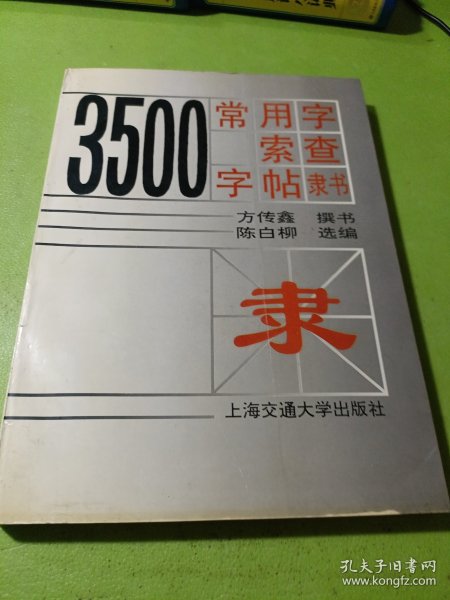 3500 常用字
索查
字帖 隶书
方传鑫 撰书
陈白柳 选编
隶
上海交通大学出版社
孔夫子旧书网
www.kongfz.com